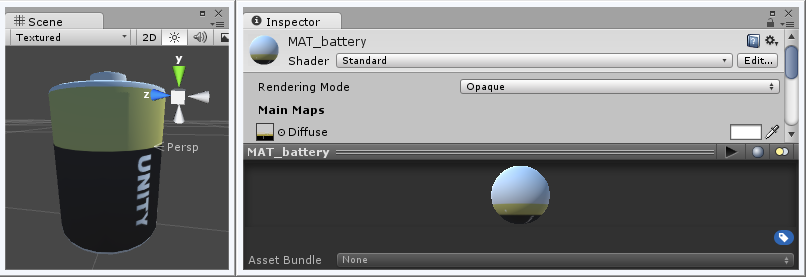 Scene
Textured
2D
y
z
Persp
UNITY
Inspector
MAT_battery
Shader
Standard
Edit...
Rendering Mode
Opaque
Main Maps
Diffuse
MAT_battery
Asset Bundle
None